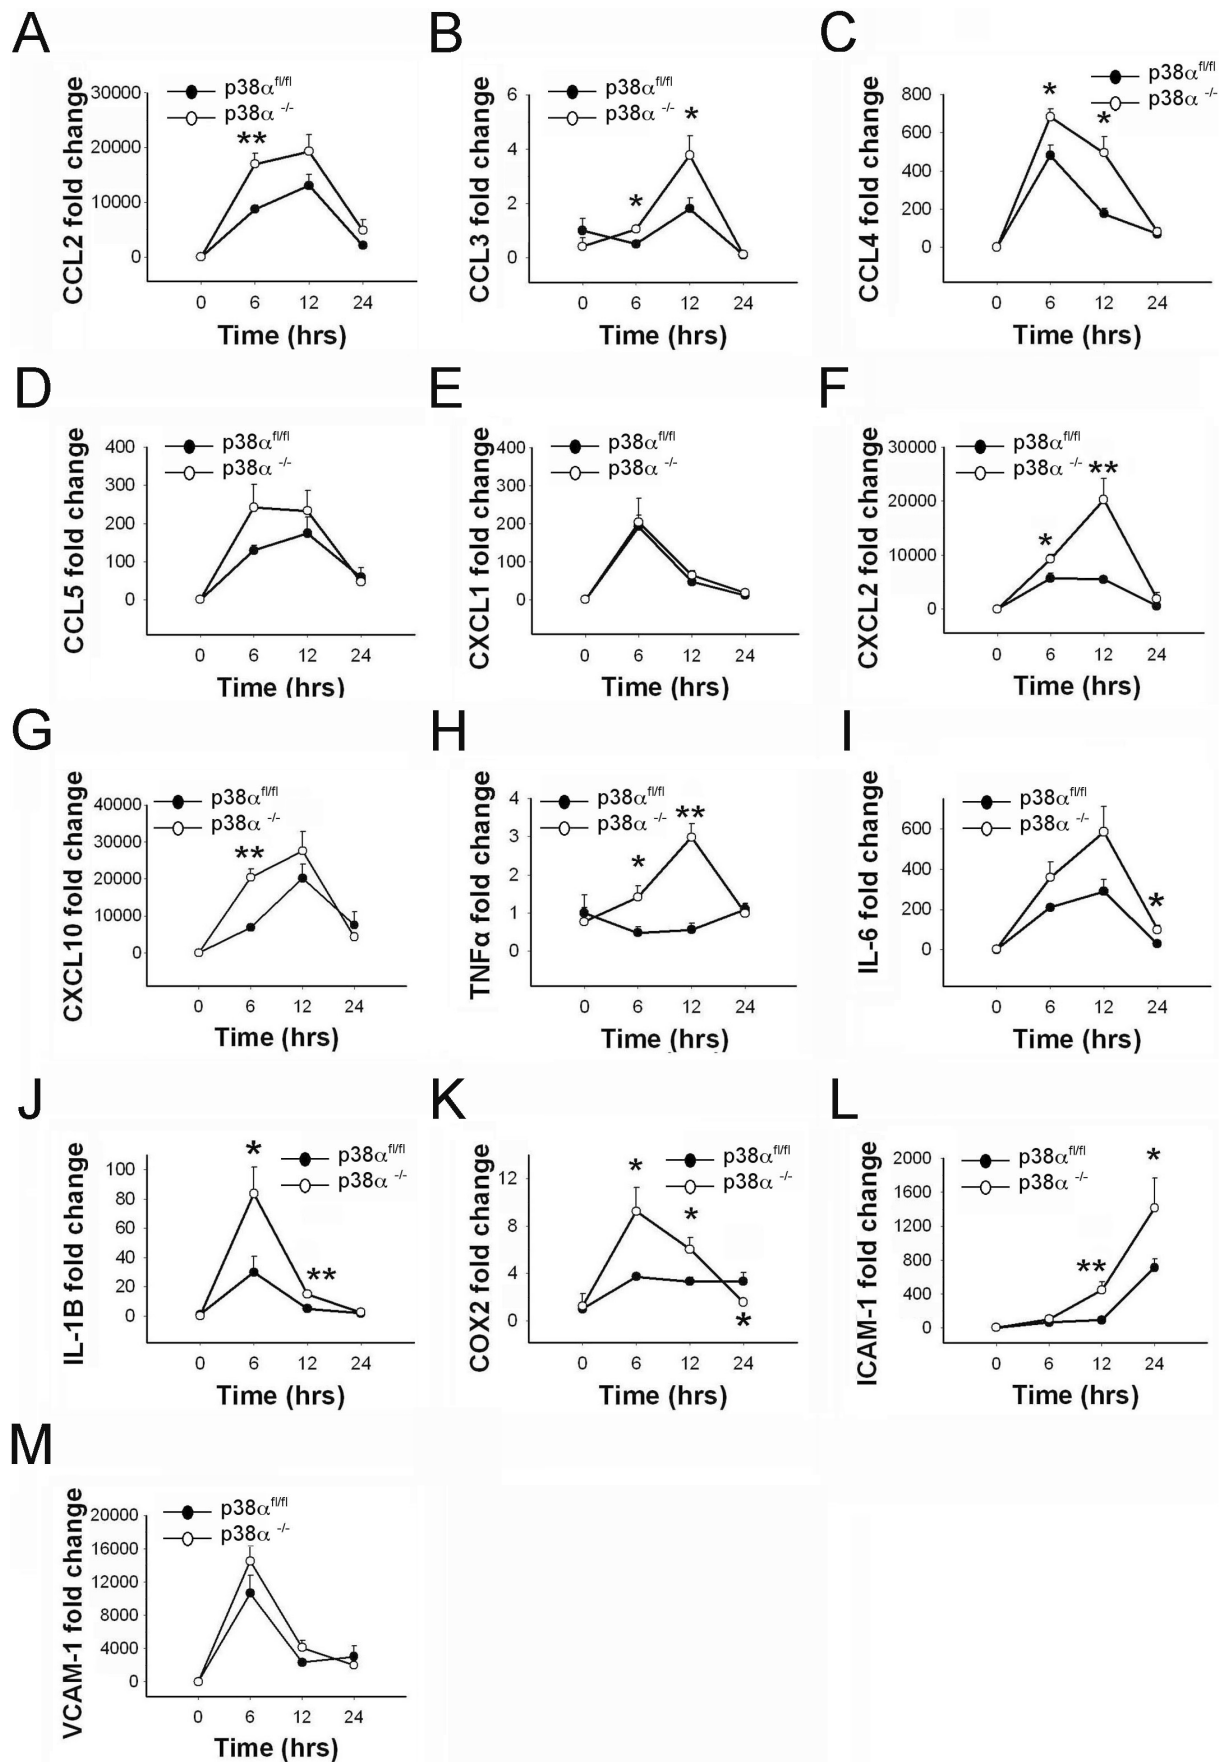 A
CCL2 fold change
p38α fl/fl
p38α -/-
30000
20000
10000
0
**
0 6 12 24
Time (hrs)
B
CCL3 fold change
p38α fl/fl
p38α -/-
6
4
2
0
*
*
0 6 12 24
Time (hrs)
C
CCL4 fold change
p38α fl/fl
p38α -/-
800
600
400
200
0
*
*
0 6 12 24
Time (hrs)
D
CCL5 fold change
p38α fl/fl
p38α -/-
400
300
200
100
0
0 6 12 24
Time (hrs)
E
CXCL1 fold change
p38α fl/fl
p38α -/-
400
300
200
100
0
0 6 12 24
Time (hrs)
F
CXCL2 fold change
p38α fl/fl
p38α -/-
30000
20000
10000
0
*
**
0 6 12 24
Time (hrs)
G
CXCL10 fold change
p38α fl/fl
p38α -/-
40000
30000
20000
10000
0
**
0 6 12 24
Time (hrs)
H
TNFα fold change
p38α fl/fl
p38α -/-
4
3
2
1
0
*
**
0 6 12 24
Time (hrs)
I
IL-6 fold change
p38α fl/fl
p38α -/-
600
400
200
0
*
0 6 12 24
Time (hrs)
J
IL-1B fold change
p38α fl/fl
p38α -/-
100
80
60
40
20
0
*
**
0 6 12 24
Time (hrs)
K
COX2 fold change
p38α fl/fl
p38α -/-
12
8
4
0
*
*
*
0 6 12 24
Time (hrs)
L
ICAM-1 fold change
p38α fl/fl
p38α -/-
2000
1600
1200
800
400
0
**
*
0 6 12 24
Time (hrs)
M
VCAM-1 fold change
p38α fl/fl
p38α -/-
20000
16000
12000
8000
4000
0
0 6 12 24
Time (hrs)